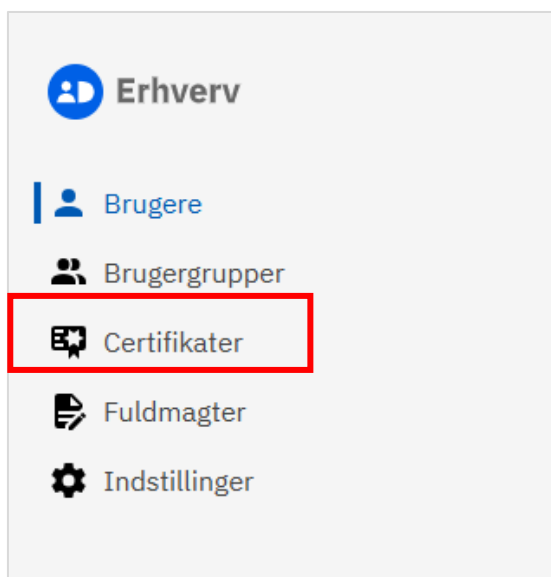 Erhverv
Brugere
Brugergrupper
Certifikater
Fuldmagter
Indstillinger